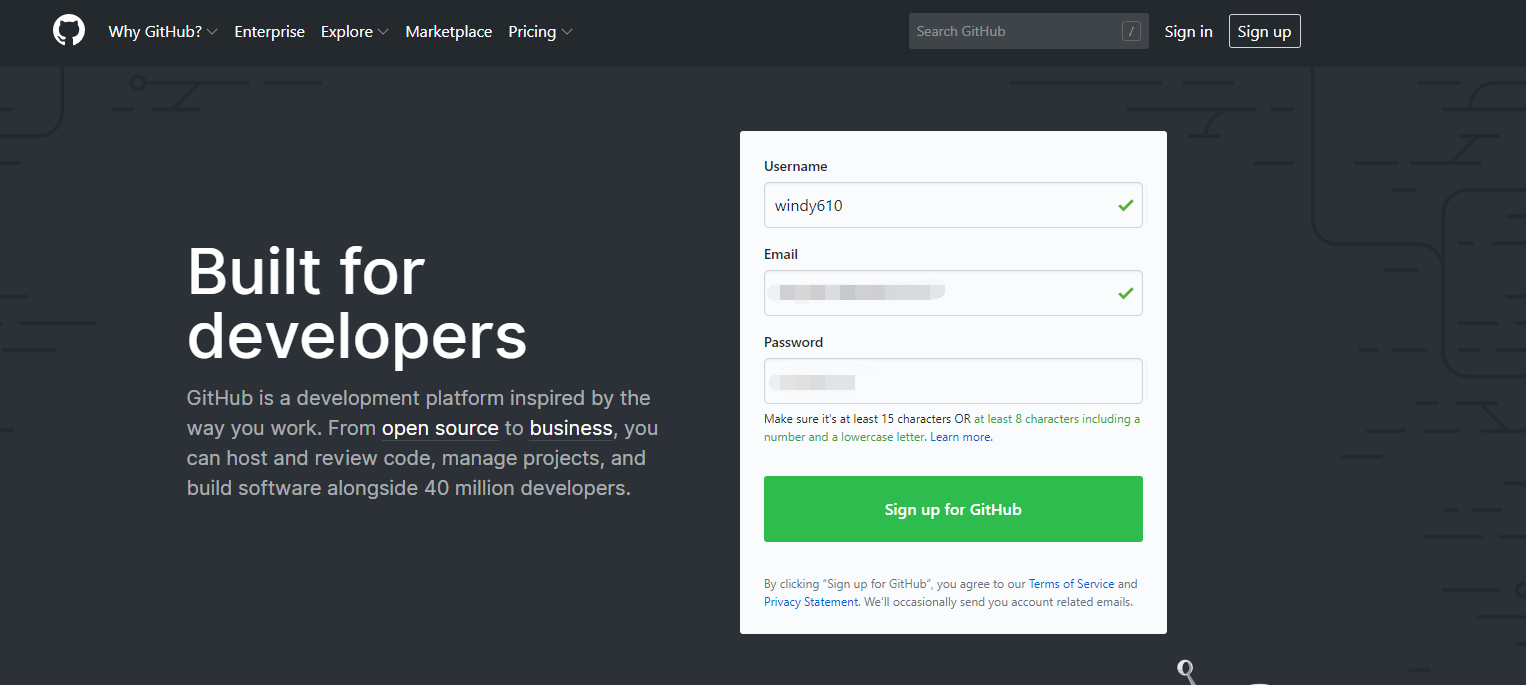 Why GitHub? Enterprise Explore Marketplace Pricing Search GitHub / Sign in Sign up
Built for
developers
GitHub is a development platform inspired by the
way you work. From open source to business, you
can host and review code, manage projects, and
build software alongside 40 million developers.
Username
windy610
Email
Password
Make sure it's at least 15 characters OR at least 8 characters including a
number and a lowercase letter. Learn more.
Sign up for GitHub
By clicking “Sign up for GitHub”, you agree to our Terms of Service and
Privacy Statement. We’ll occasionally send you account related emails.